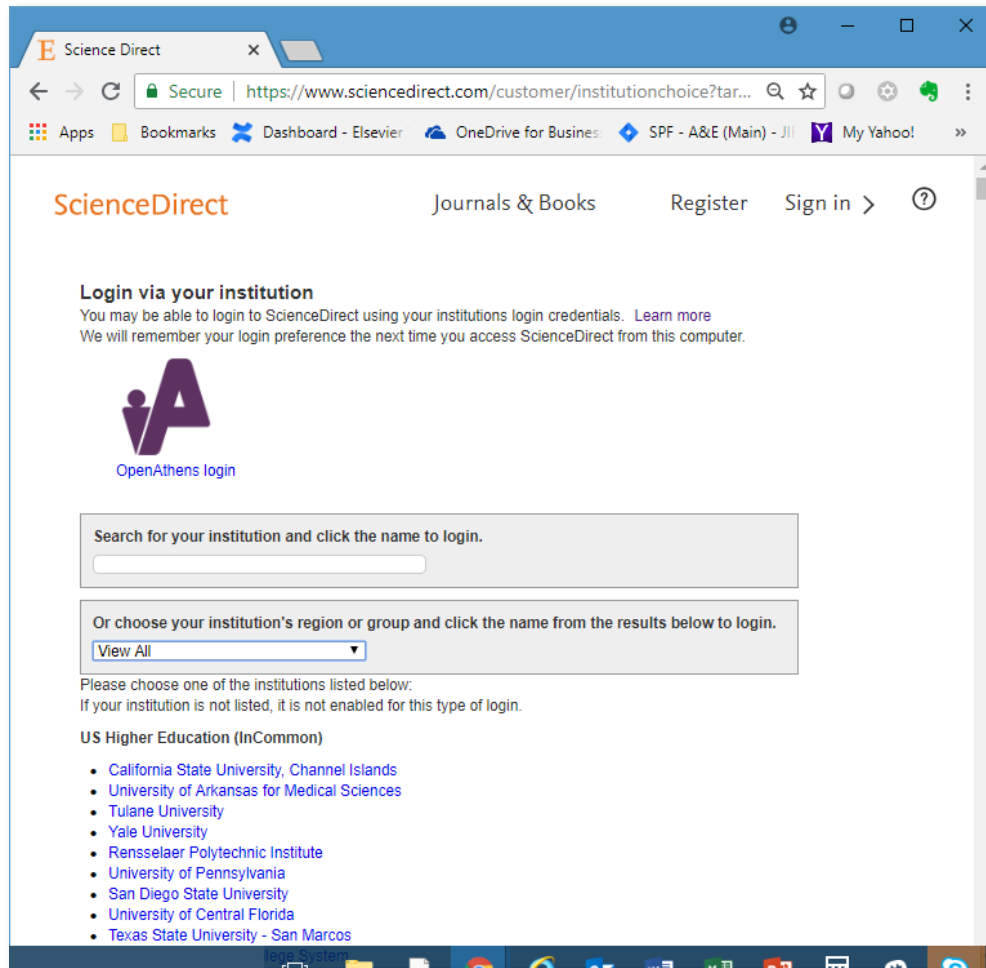 E Science Direct
Secure | https://www.sciencedirect.com/customer/institutionchoice?tar...
Apps Bookmarks Dashboard - Elsevier OneDrive for Busines SPF - A&E (Main) - JI My Yahoo! »
ScienceDirect Journals & Books Register Sign in > ?
Login via your institution
You may be able to login to ScienceDirect using your institutions login credentials. Learn more
We will remember your login preference the next time you access ScienceDirect from this computer.
OpenAthens login
Search for your institution and click the name to login.
Or choose your institution's region or group and click the name from the results below to login.
View All
Please choose one of the institutions listed below:
If your institution is not listed, it is not enabled for this type of login.
US Higher Education (InCommon)
• California State University, Channel Islands
• University of Arkansas for Medical Sciences
• Tulane University
• Yale University
• Rensselaer Polytechnic Institute
• University of Pennsylvania
• San Diego State University
• University of Central Florida
• Texas State University - San Marcos
lege System